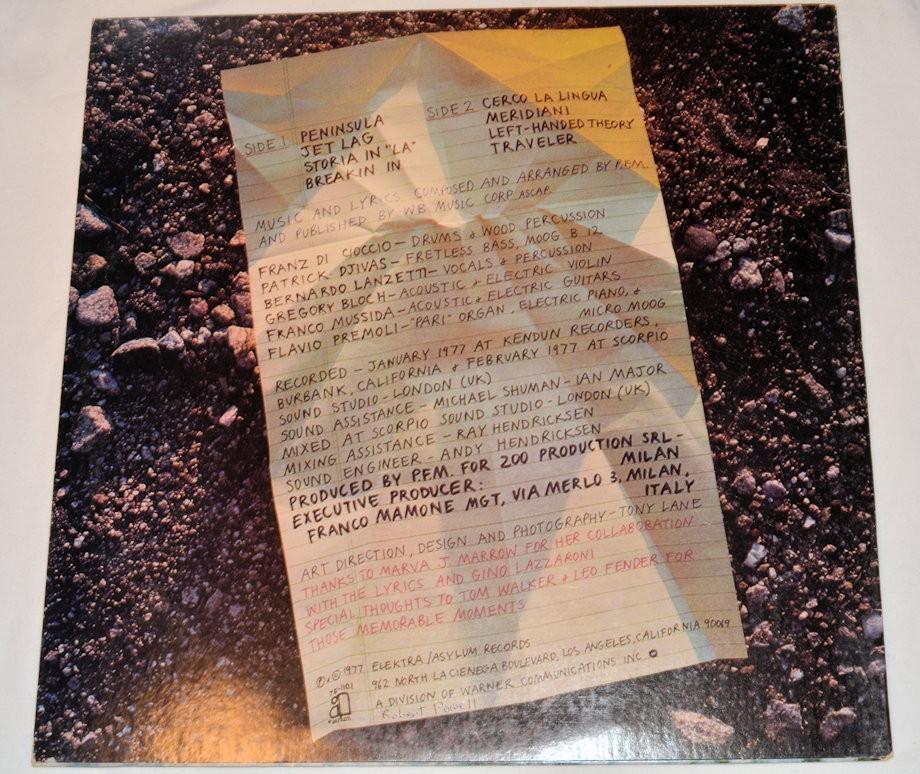 SIDE 1 PENINSULA
JET LAG
STORIA IN "LA"
BREAKIN IN
SIDE 2 CERCO LA LINGUA
MERIDIANI
LEFT-HANDED THEORY
TRAVELER
MUSIC AND LYRICS COMPOSED AND ARRANGED BY P.F.M.
AND PUBLISHED BY W.B. MUSIC CORP. ASCAP.
FRANZ DI CIOCCIO - DRUMS & WOOD PERCUSSION
PATRICK DJIVAS - FRETLESS BASS, MOOG B 12
BERNARDO LANZETTI - VOCALS & PERCUSSION
GREGORY BLOCH - ACOUSTIC & ELECTRIC VIOLIN
FRANCO MUSSIDA - ACOUSTIC & ELECTRIC GUITARS
FLAVIO PREMOLI - "PARI" ORGAN, ELECTRIC PIANO, &
MICRO MOOG
RECORDED - JANUARY 1977 AT KENDUN RECORDERS,
BURBANK, CALIFORNIA & FEBRUARY 1977 AT SCORPIO
SOUND STUDIO - LONDON (UK)
SOUND ASSISTANCE - MICHAEL SHUMAN - IAN MAJOR
MIXED AT SCORPIO SOUND STUDIO - LONDON (UK)
MIXING ASSISTANCE - RAY HENDRICKSEN
SOUND ENGINEER - ANDY HENDRICKSEN
PRODUCED BY P.F.M. FOR ZOO PRODUCTION SRL -
MILAN
EXECUTIVE PRODUCER:
FRANCO MAMONE MGT, VIA MERLO 3, MILAN,
ITALY
ART DIRECTION, DESIGN AND PHOTOGRAPHY - TONY LANE
THANKS TO MARVA J. MARROW FOR HER COLLABORATION
WITH THE LYRICS AND GINO LAZZARONI
SPECIAL THOUGHTS TO TOM WALKER & LEO FENDER FOR
THOSE MEMORABLE MOMENTS
℗ & © 1977 ELEKTRA/ASYLUM RECORDS
962 NORTH LA CIENEGA BOULEVARD, LOS ANGELES, CALIFORNIA 90069
A DIVISION OF WARNER COMMUNICATIONS INC.
7E-1101
asylum
Robert